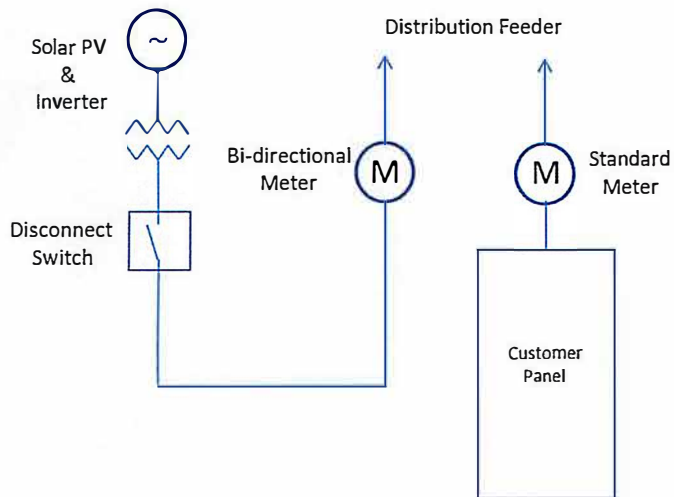 Solar PV
&
Inverter
~
Distribution Feeder
Bi-directional
Meter
M
M
Standard
Meter
Disconnect
Switch
Customer
Panel